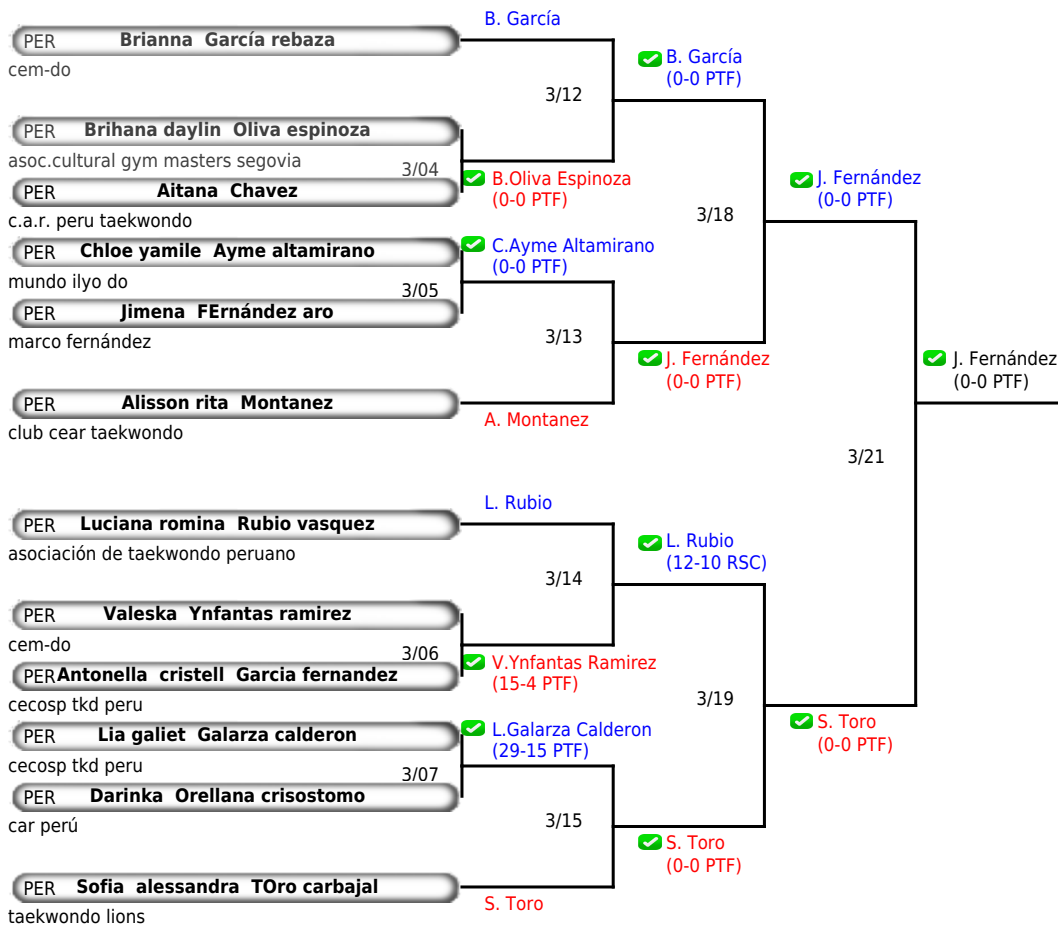 B. García
PER Brianna García rebaza
cem-do
B. García
(0-0 PTF)
3/12
PER Brihana daylin Oliva espinoza
asoc.cultural gym masters segovia
3/04
B.Oliva Espinoza
(0-0 PTF)
PER Aitana Chavez
c.a.r. peru taekwondo
J. Fernández
(0-0 PTF)
3/18
PER Chloe yamile Ayme altamirano
mundo ilyo do
C.Ayme Altamirano
(0-0 PTF)
3/05
PER Jimena FErnández aro
marco fernández
3/13
J. Fernández
(0-0 PTF)
J. Fernández
(0-0 PTF)
PER Alisson rita Montanez
club cear taekwondo
A. Montanez
3/21
L. Rubio
PER Luciana romina Rubio vasquez
asociación de taekwondo peruano
L. Rubio
(12-10 RSC)
3/14
PER Valeska Ynfantas ramirez
cem-do
3/06
V.Ynfantas Ramirez
(15-4 PTF)
PER Antonella cristell Garcia fernandez
cecosp tkd peru
3/19
PER Lia galiet Galarza calderon
cecosp tkd peru
L.Galarza Calderon
(29-15 PTF)
S. Toro
(0-0 PTF)
3/07
PER Darinka Orellana crisostomo
car perú
3/15
S. Toro
(0-0 PTF)
PER Sofia alessandra TOro carbajal
taekwondo lions
S. Toro